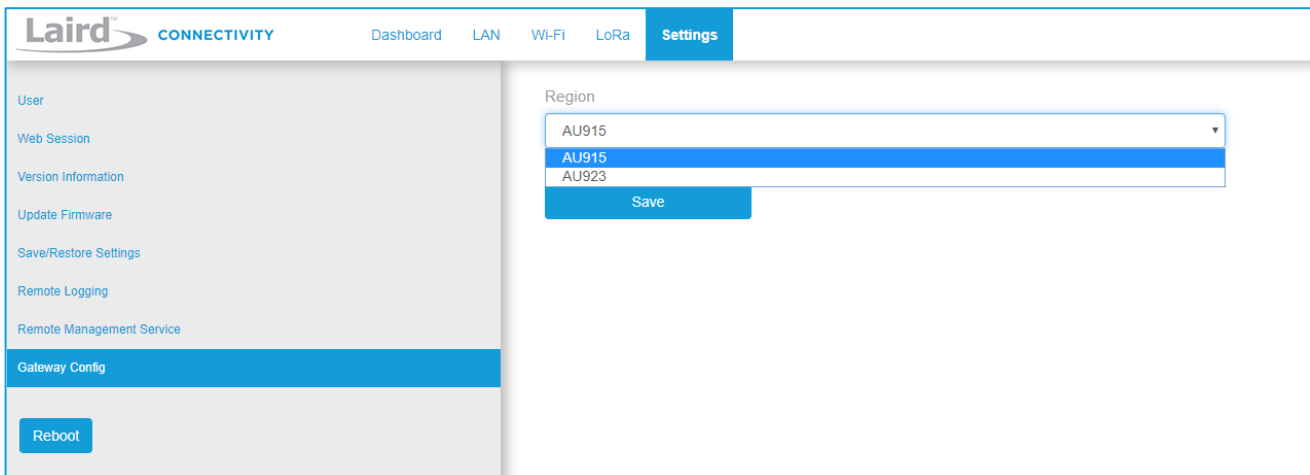 Laird™ CONNECTIVITY
Dashboard LAN Wi-Fi LoRa Settings
User
Web Session
Version Information
Update Firmware
Save/Restore Settings
Remote Logging
Remote Management Service
Gateway Config
Reboot
Region
AU915
AU915
AU923
Save